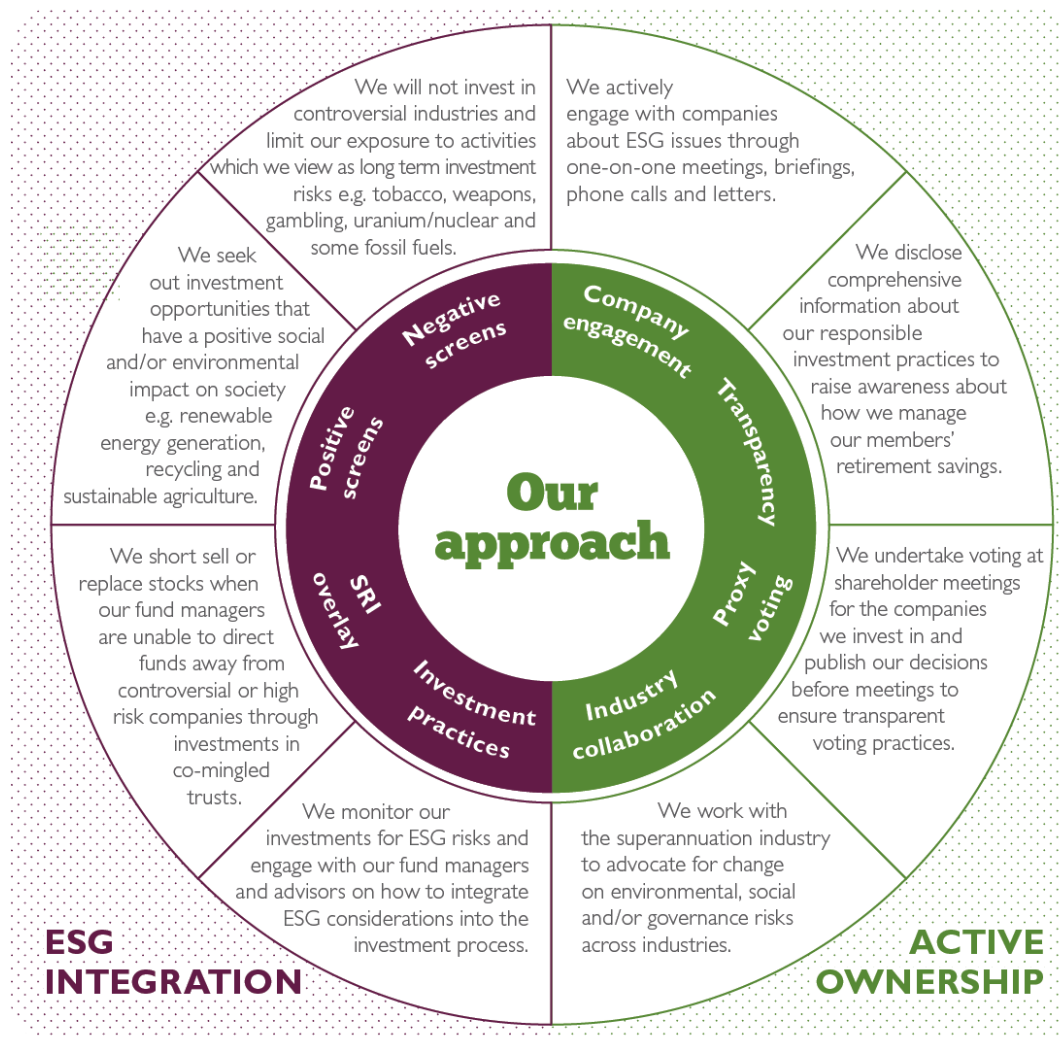 We will not invest in
controversial industries and
limit our exposure to activities
which we view as long term investment
risks e.g. tobacco, weapons,
gambling, uranium/nuclear and
some fossil fuels.
We actively
engage with companies
about ESG issues through
one-on-one meetings, briefings,
phone calls and letters.
We seek
out investment
opportunities that
have a positive social
and/or environmental
impact on society
e.g. renewable
energy generation,
recycling and
sustainable agriculture.
We disclose
comprehensive
information about
our responsible
investment practices to
raise awareness about
how we manage
our members’
retirement savings.
Negative
screens
Company
engagement
Positive
screens
Transparency
Our
approach
SRI
overlay
Proxy
voting
Investment
practices
Industry
collaboration
We short sell or
replace stocks when
our fund managers
are unable to direct
funds away from
controversial or high
risk companies through
investments in
co-mingled
trusts.
We undertake voting at
shareholder meetings
for the companies
we invest in and
publish our decisions
before meetings to
ensure transparent
voting practices.
We monitor our
investments for ESG risks and
engage with our fund managers
and advisors on how to integrate
ESG considerations into the
investment process.
We work with
the superannuation industry
to advocate for change
on environmental, social
and/or governance risks
across industries.
ESG
INTEGRATION
ACTIVE
OWNERSHIP